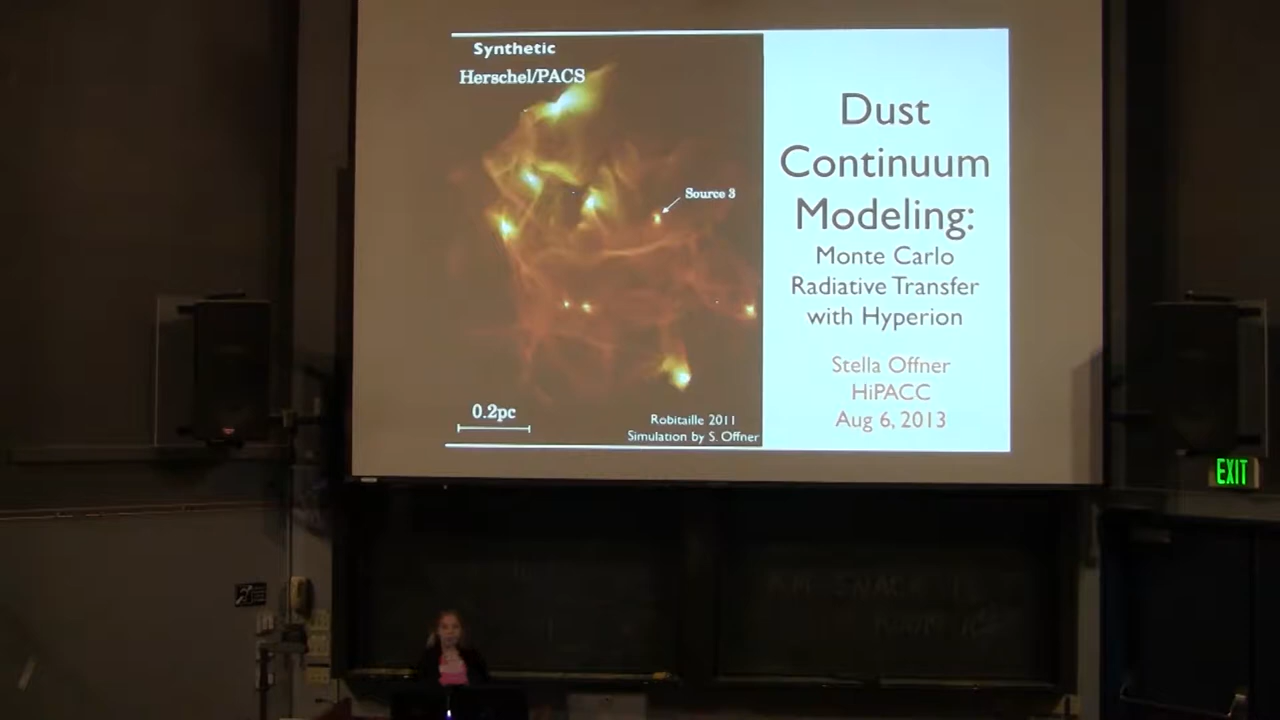 Synthetic
Herschel/PACS
Source 3
0.2pc
Robitaille 2011
Simulation by S. Offner
Dust
Continuum
Modeling:
Monte Carlo
Radiative Transfer
with Hyperion
Stella Offner
HiPACC
Aug 6, 2013
EXIT